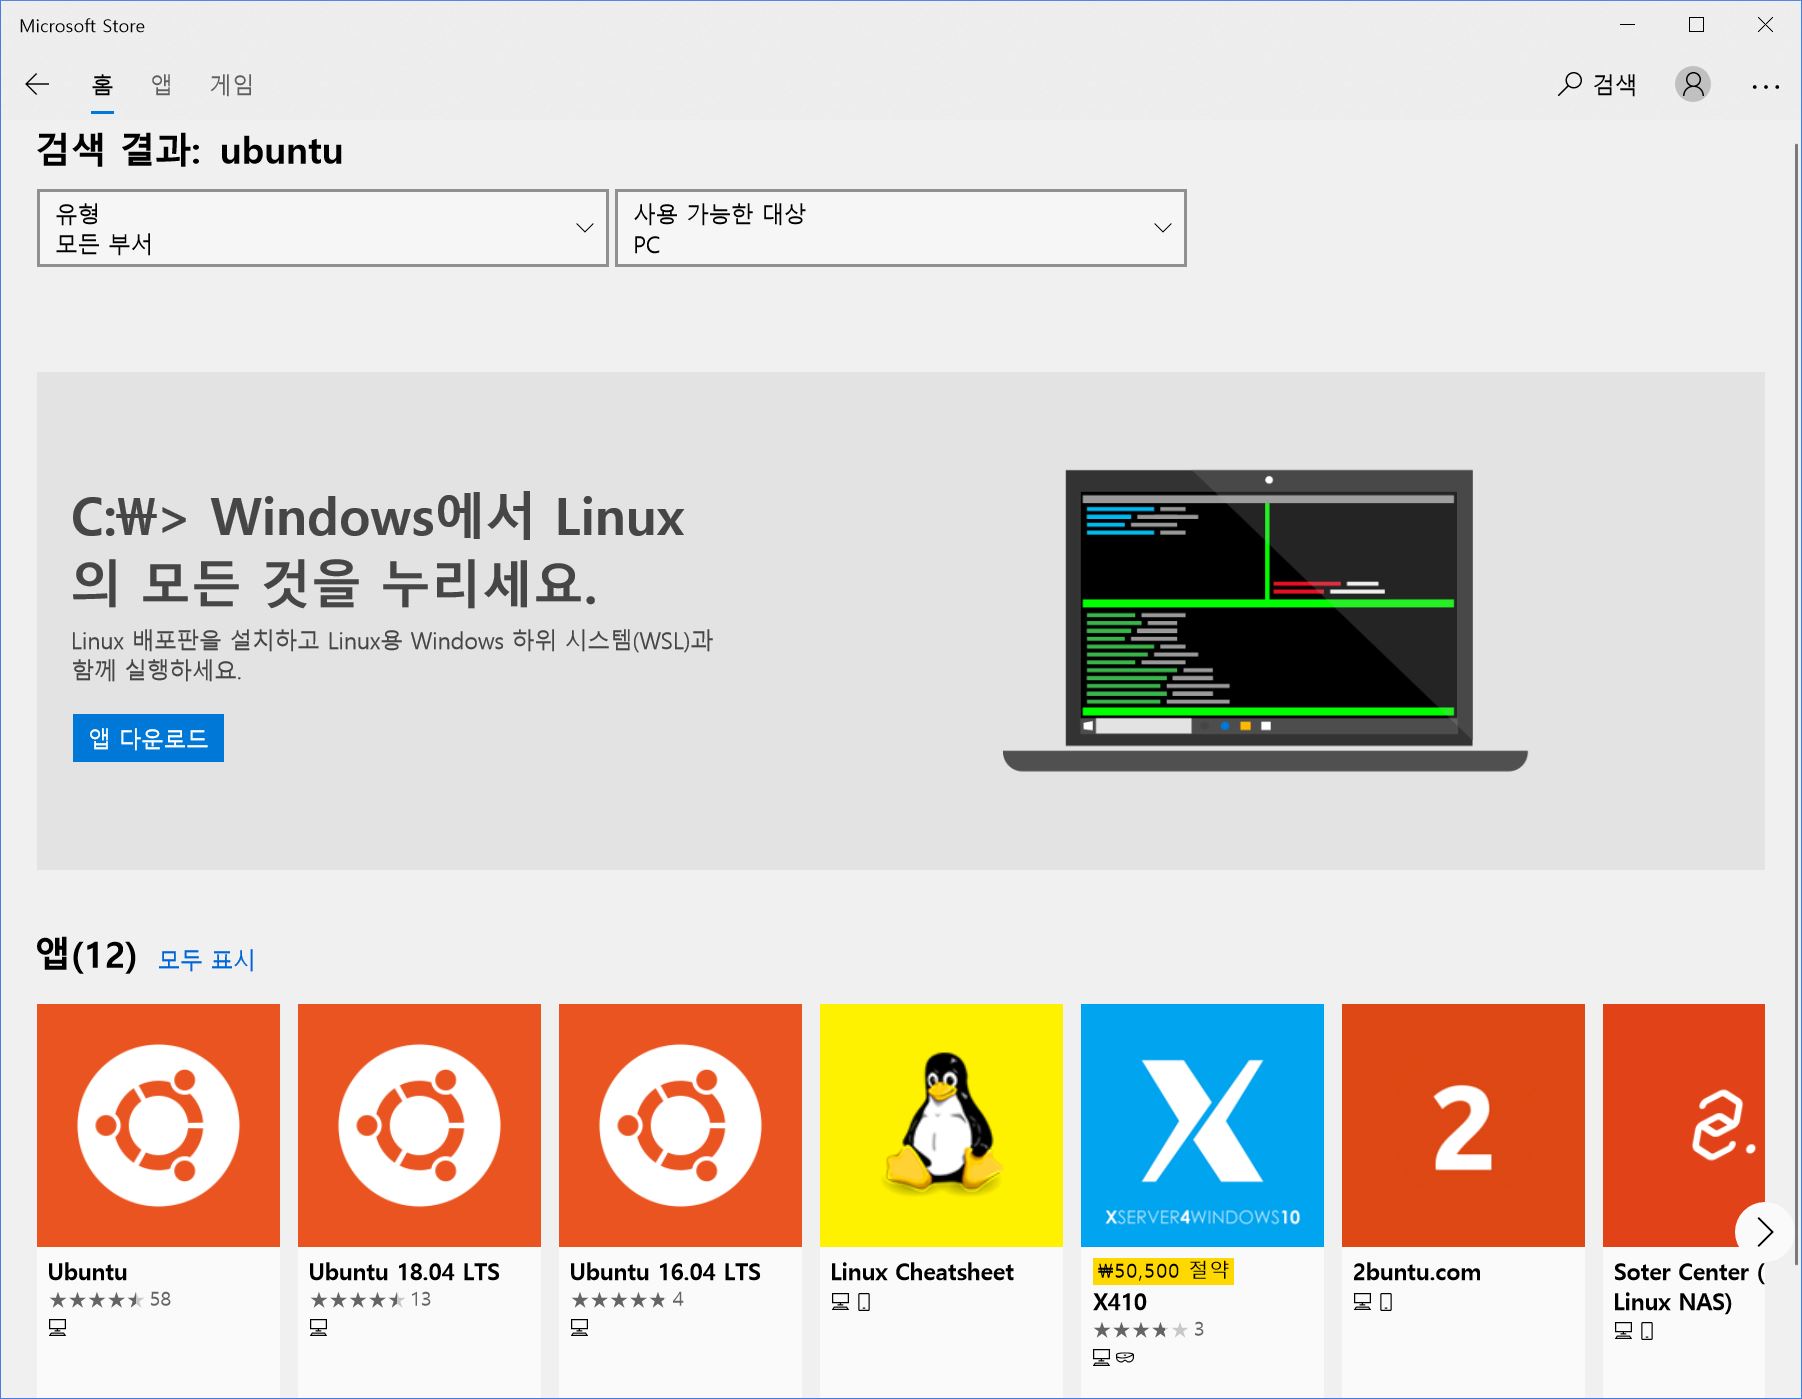 Microsoft Store
홈 앱 게임 검색
검색 결과: ubuntu
유형
모든 부서
사용 가능한 대상
PC
C:₩> Windows에서 Linux
의 모든 것을 누리세요.
Linux 배포판을 설치하고 Linux용 Windows 하위 시스템(WSL)과
함께 실행하세요.
앱 다운로드
앱(12) 모두 표시
2
XSERVER4WINDOWS10
Ubuntu
58
Ubuntu 18.04 LTS
13
Ubuntu 16.04 LTS
4
Linux Cheatsheet
₩50,500 절약
X410
3
2buntu.com
Soter Center (
Linux NAS)